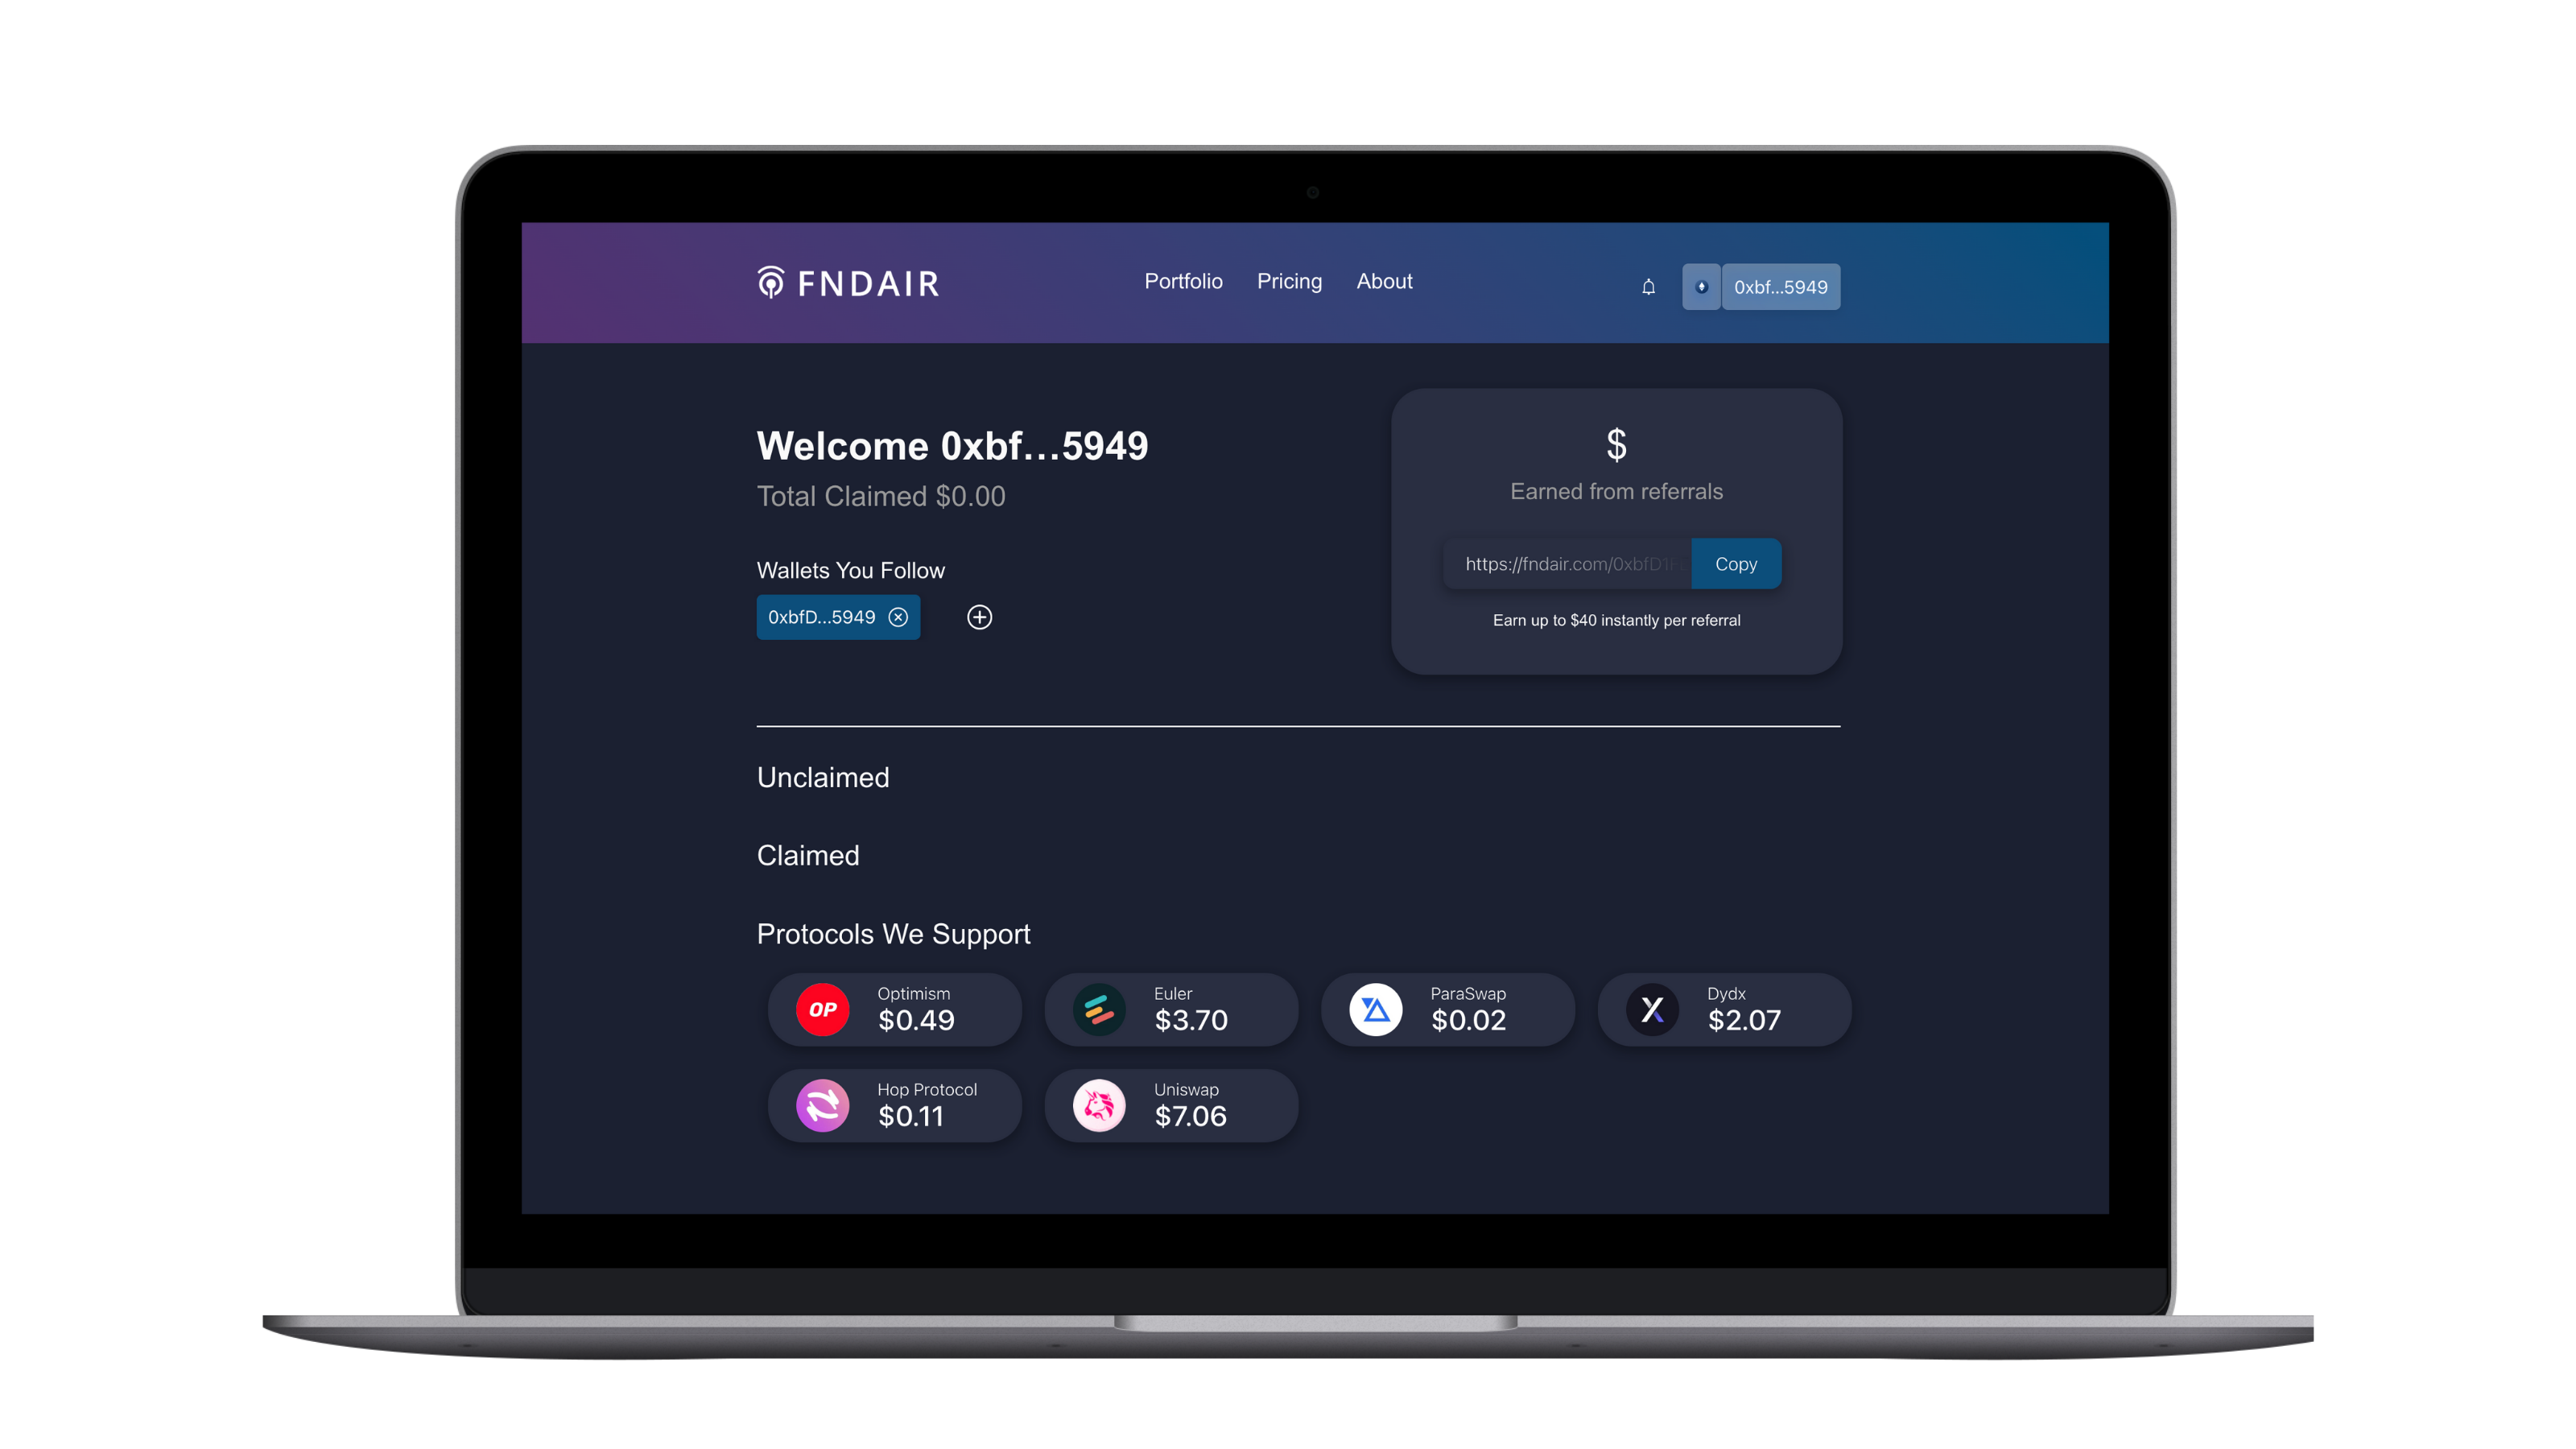 FNDAIR
Portfolio Pricing About
0xbf...5949
Welcome 0xbf...5949
Total Claimed $0.00
Wallets You Follow
0xbfD...5949
$
Earned from referrals
https://fndair.com/0xbfD1
Copy
Earn up to $40 instantly per referral
Unclaimed
Claimed
Protocols We Support
OP
Optimism
$0.49
Euler
$3.70
ParaSwap
$0.02
Dydx
$2.07
Hop Protocol
$0.11
Uniswap
$7.06